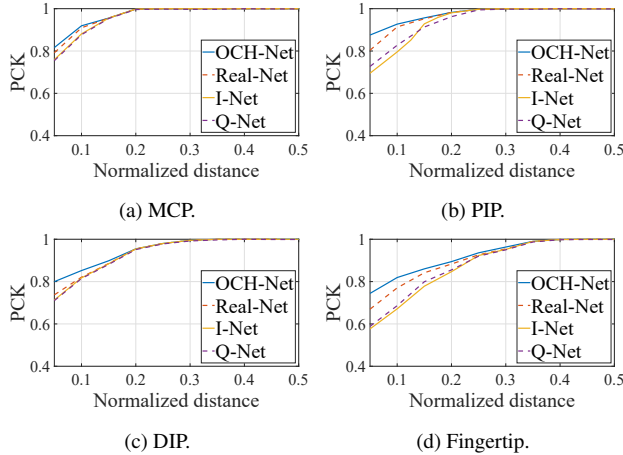 1
0.8
0.6
0.4
PCK
OCH-Net
Real-Net
I-Net
Q-Net
0.1 0.2 0.3 0.4 0.5
Normalized distance
(a) MCP.
1
0.8
0.6
0.4
PCK
OCH-Net
Real-Net
I-Net
Q-Net
0.1 0.2 0.3 0.4 0.5
Normalized distance
(b) PIP.
1
0.8
0.6
0.4
PCK
OCH-Net
Real-Net
I-Net
Q-Net
0.1 0.2 0.3 0.4 0.5
Normalized distance
(c) DIP.
1
0.8
0.6
0.4
PCK
OCH-Net
Real-Net
I-Net
Q-Net
0.1 0.2 0.3 0.4 0.5
Normalized distance
(d) Fingertip.